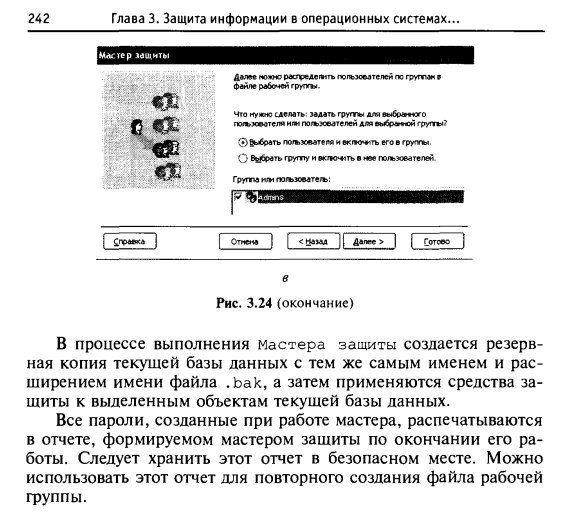 242 Глава 3. Защита информации в операционных системах...
Мастер защиты
Далее можно распределить пользователей по группам в
файле рабочей группы.
Что нужно сделать: задать группы для выбранного
пользователя или пользователей для выбранной группы?
Выбрать пользователя и включить его в группы.
Выбрать группу и включить в нее пользователей.
Группа или пользователь:
Admins
Справка Отмена < Назад Далее > Готово
в
Рис. 3.24 (окончание)
В процессе выполнения Мастера защиты создается резерв-
ная копия текущей базы данных с тем же самым именем и рас-
ширением имени файла .bak, а затем применяются средства за-
щиты к выделенным объектам текущей базы данных.
Все пароли, созданные при работе мастера, распечатываются
в отчете, формируемом мастером защиты по окончании его ра-
боты. Следует хранить этот отчет в безопасном месте. Можно
использовать этот отчет для повторного создания файла рабочей
группы.